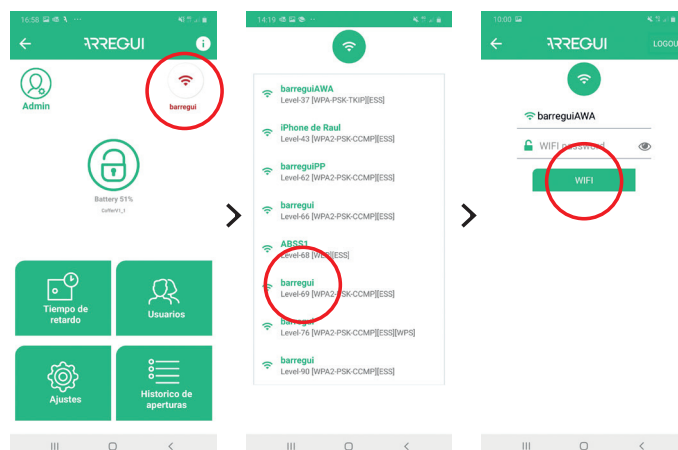 16:56
ARREGUI
Admin
barregui
Battery 51%
Tiempo de
retardo
Usuarios
Ajustes
Historico de
aperturas
14:19
barreguiAWA
Level-37 [WPA-PSK-TKIP][ESS]
iPhone de Raul
Level-43 [WPA2-PSK-CCMP][ESS]
barreguiPP
Level-62 [WPA2-PSK-CCMP][ESS]
barregui
Level-66 [WPA2-PSK-CCMP][ESS]
ABSS1
Level-68 [WEP][ESS]
barregui
Level-69 [WPA2-PSK-CCMP][ESS]
barregui
Level-76 [WPA2-PSK-CCMP][ESS][WPS]
barregui
Level-90 [WPA2-PSK-CCMP][ESS]
10:00
ARREGUI
LOGOU
barreguiAWA
WIFI password
WIFI